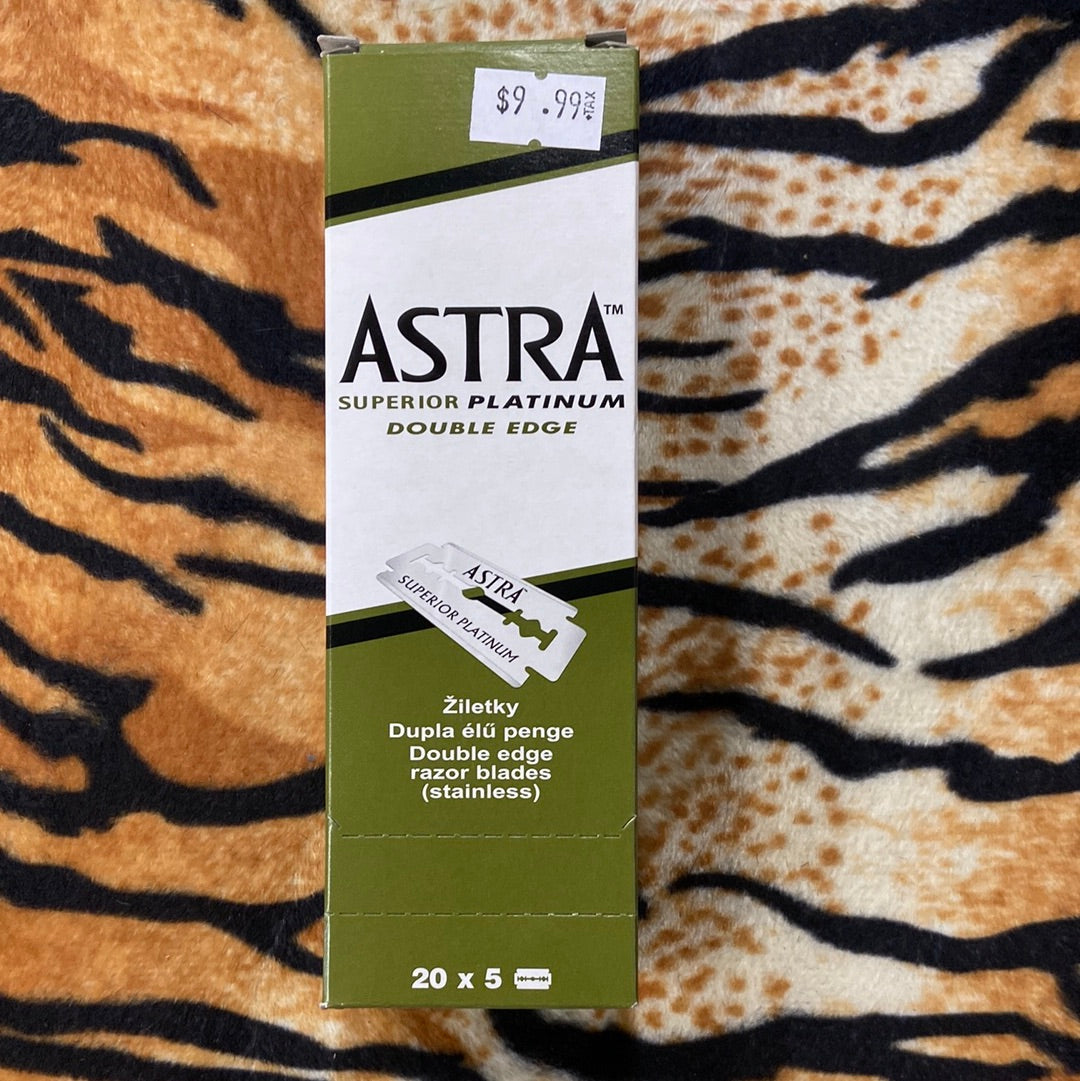 $9 .99 +TAX
ASTRA™
SUPERIOR PLATINUM
DOUBLE EDGE
ASTRA
SUPERIOR PLATINUM
Žiletky
Dupla élű penge
Double edge
razor blades
(stainless)
20 x 5